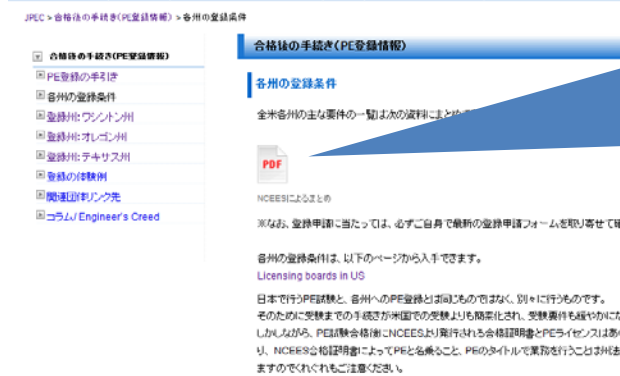 JPEC > 合格後の手続き(PE登録情報) > 各州の登録条件
合格後の手続き(PE登録情報)
PE登録の手引き
各州の登録条件
登録州: ワシントン州
登録州: オレゴン州
登録州: テキサス州
登録の体験例
関連団体リンク先
コラム/ Engineer's Creed
合格後の手続き(PE登録情報)
各州の登録条件
全米各州の主な要件の一覧は次の資料にまとめ
PDF
NCEESによるまとめ
※なお、登録申請に当たっては、必ずご自身で最新の登録申請フォームを取り寄せて確
各州の登録条件は、以下のページから入手できます。
Licensing boards in US
日本で行うPE試験と、各州へのPE登録とは同じものではなく、別々に行うものです。
そのために受験までの手続きが米国での受験よりも簡素化され、受験要件も緩やかにな
しかしながら、PE試験合格後にNCEESより発行される合格証明書とPEライセンスはあ
り、NCEES合格証明書によってPEと名乗ること、PEのタイトルで業務を行うことは州法
ますのでくれぐれもご注意ください。